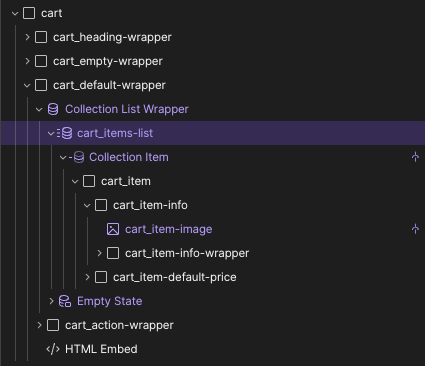 cart
cart_heading-wrapper
cart_empty-wrapper
cart_default-wrapper
Collection List Wrapper
cart_items-list
Collection Item
cart_item
cart_item-info
cart_item-image
cart_item-info-wrapper
cart_item-default-price
Empty State
cart_action-wrapper
HTML Embed